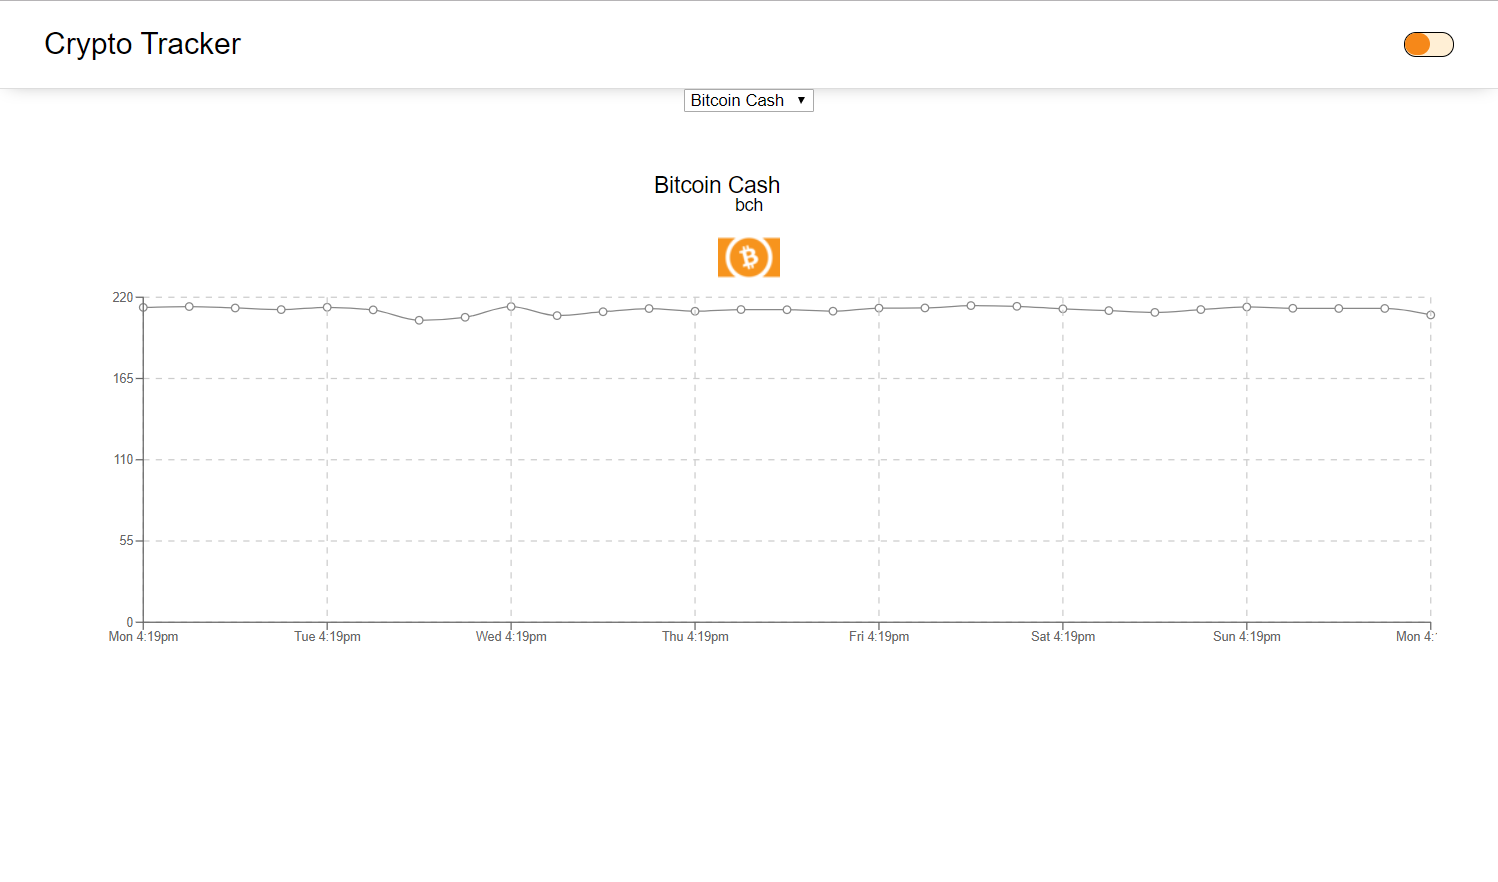 Crypto Tracker
Bitcoin Cash
Bitcoin Cash
bch
220
165
110
55
0
Mon 4:19pm Tue 4:19pm Wed 4:19pm Thu 4:19pm Fri 4:19pm Sat 4:19pm Sun 4:19pm Mon 4: